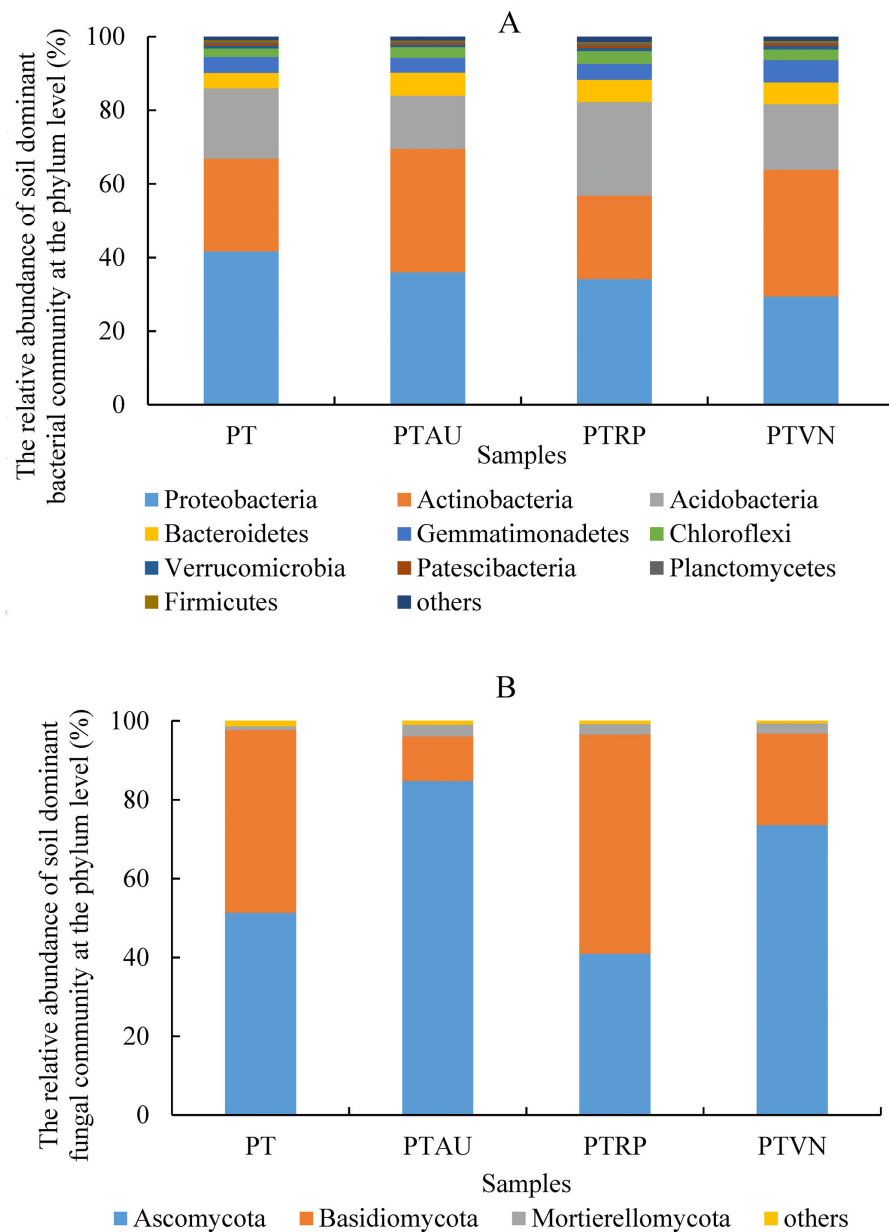 A
The relative abundance of soil dominant
bacterial community at the phylum level (%)
100
80
60
40
20
0
PT PTAU PTRP PTVN
Samples
Proteobacteria Actinobacteria Acidobacteria
Bacteroidetes Gemmatimonadetes Chloroflexi
Verrucomicrobia Patescibacteria Planctomycetes
Firmicutes others
B
The relative abundance of soil dominant
fungal community at the phylum level (%)
100
80
60
40
20
0
PT PTAU PTRP PTVN
Samples
Ascomycota Basidiomycota Mortierellomycota others